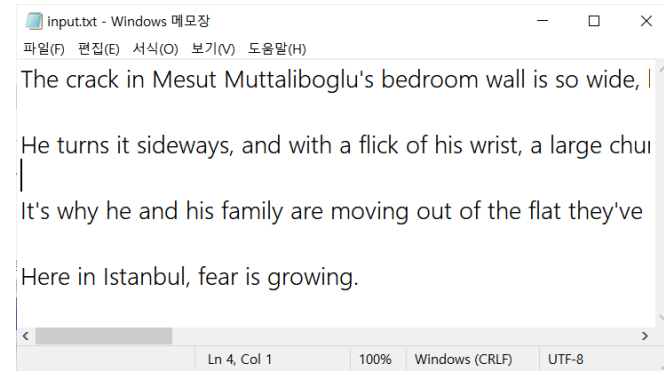 input.txt - Windows 메모장
파일(F) 편집(E) 서식(O) 보기(V) 도움말(H)
The crack in Mesut Muttaliboglu's bedroom wall is so wide,
He turns it sideways, and with a flick of his wrist, a large
It's why he and his family are moving out of the flat they've
Here in Istanbul, fear is growing.
Ln 4, Col 1 100% Windows (CRLF) UTF-8